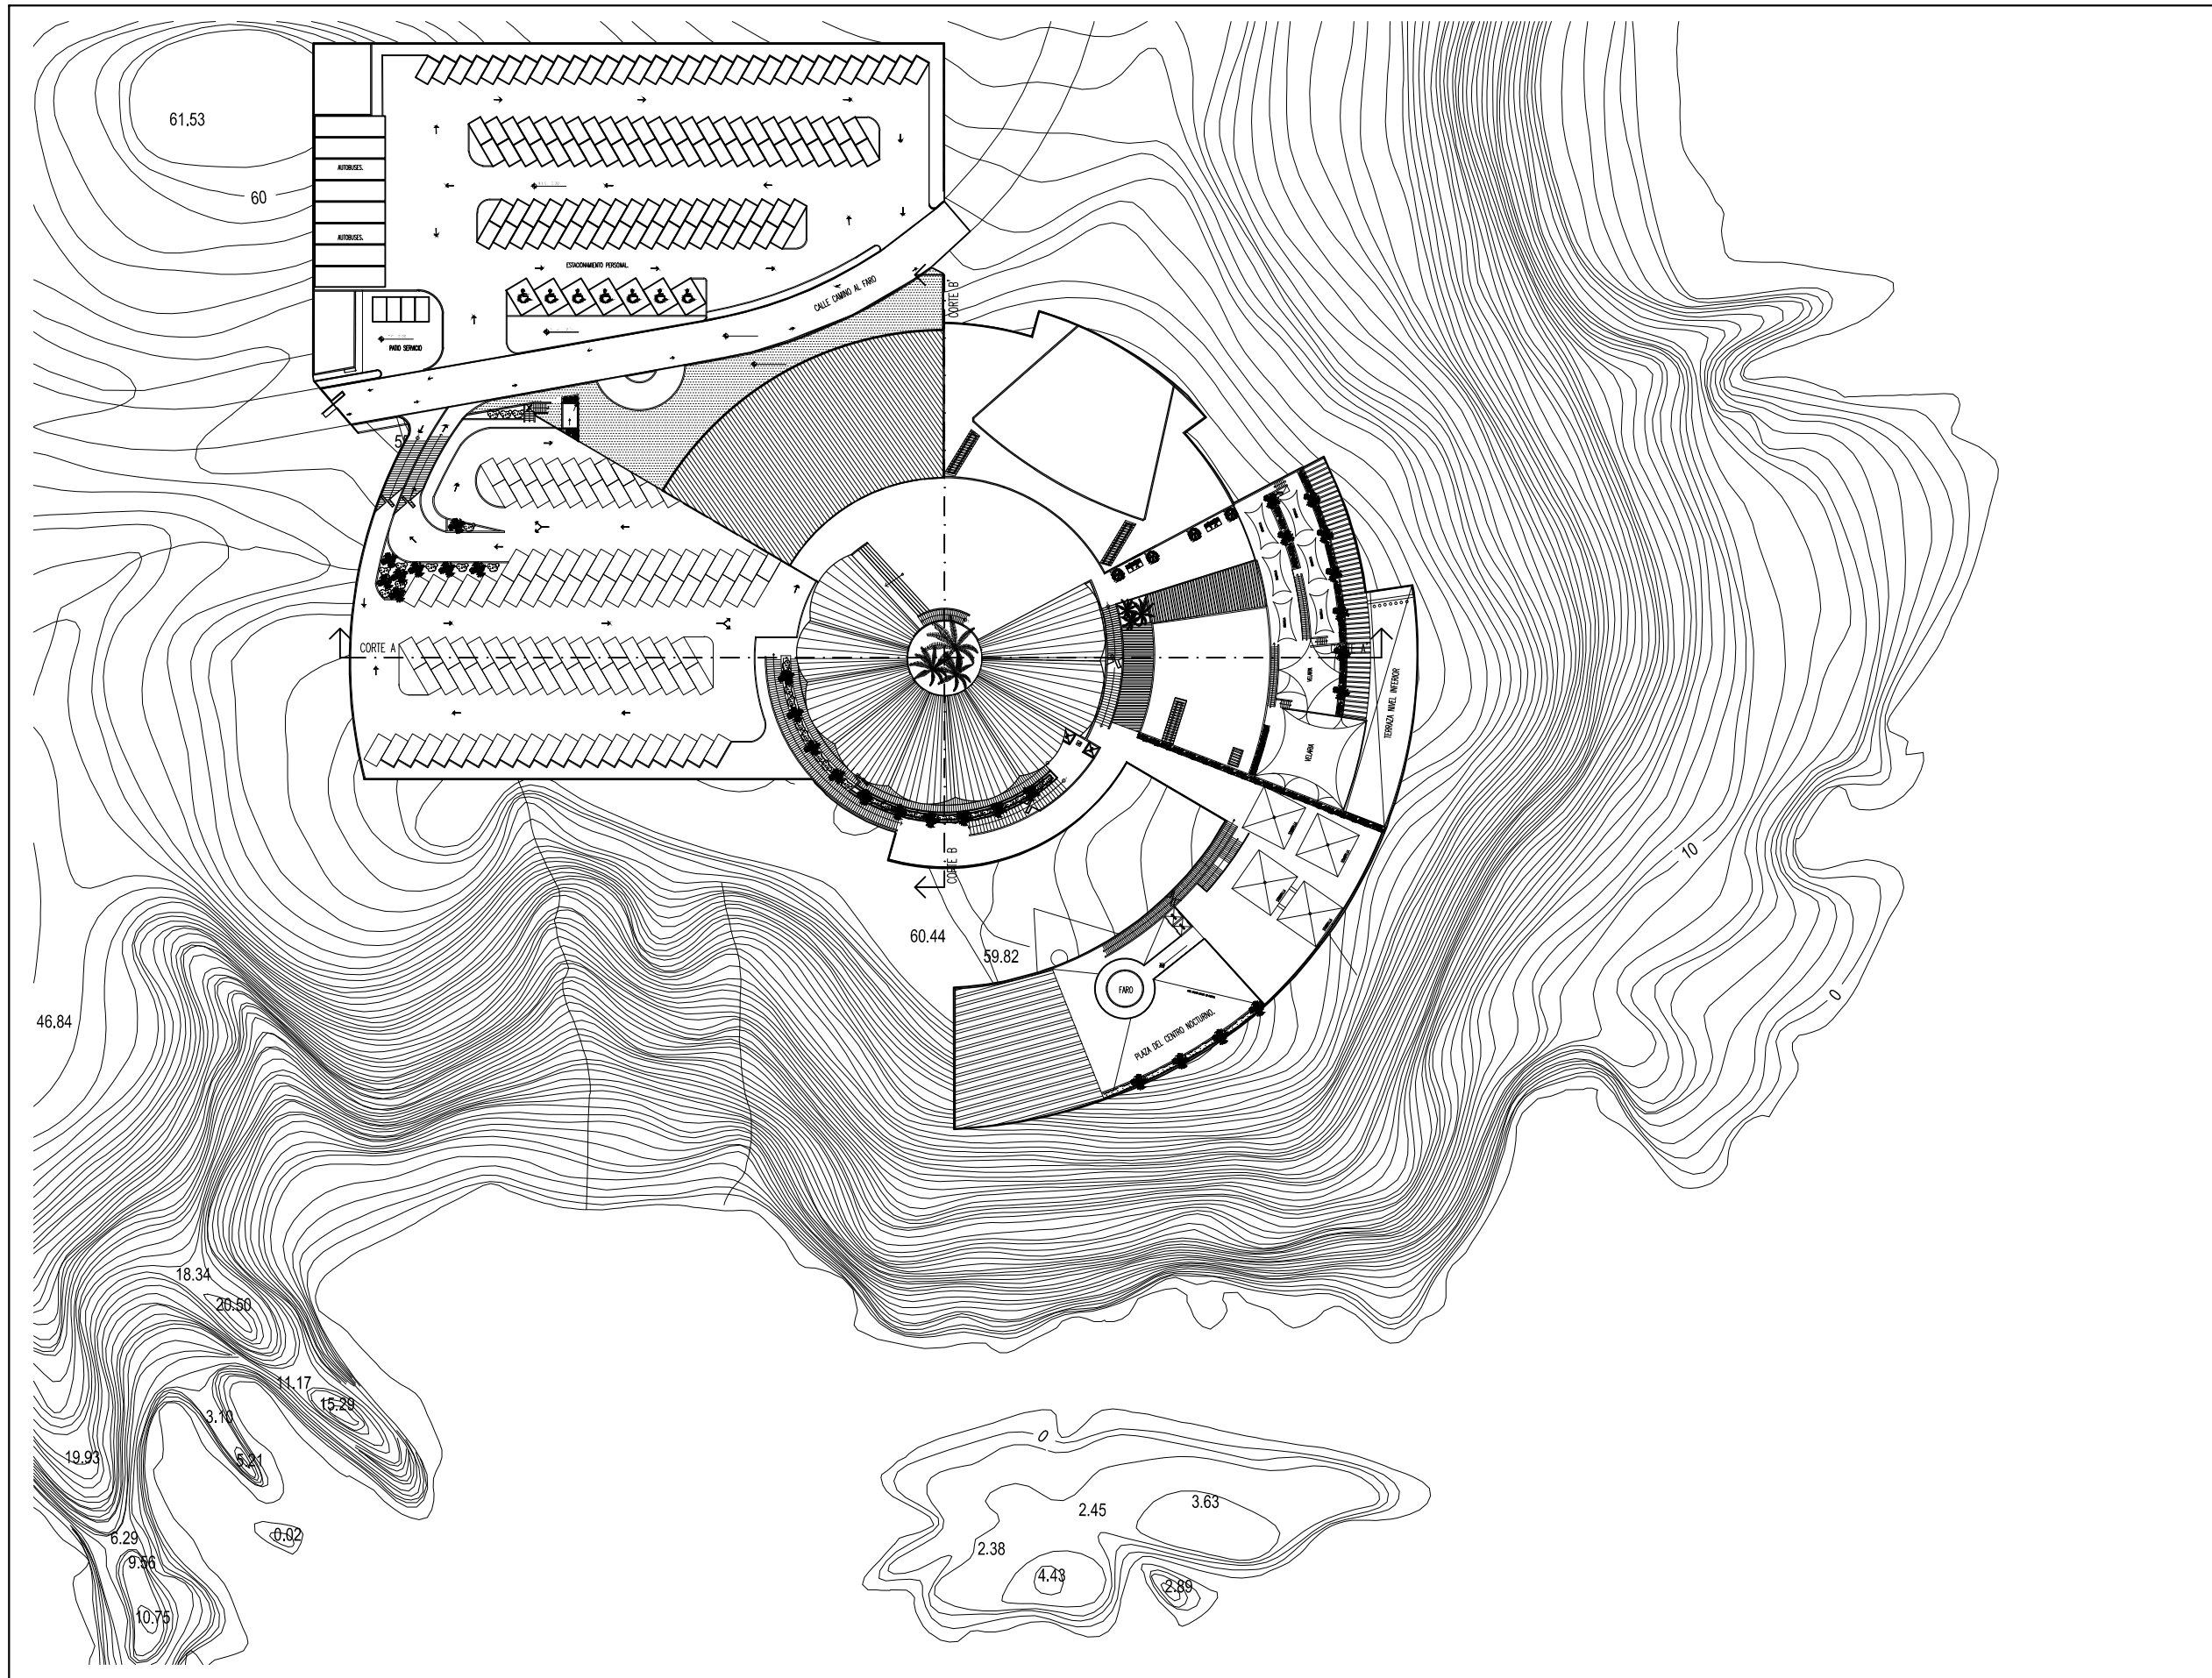 61.53
60
AUTOBUSES.
AUTOBUSES.
ESTACIONAMIENTO PERSONAL.
CALLE CAMINO AL FARO
CORTE B'
PATIO SERVICIO
CORTE A
VELARIA
VELARIA
TERRAZA NIVEL INFERIOR
CORTE B
10
0
60.44
59.82
FARO
PLAZA DEL CENTRO NOCTURNO.
46.84
18.34
20.50
11.17
15.29
3.10
5.21
19.93
0.02
6.29
9.56
10.75
0
2.45
3.63
2.38
4.43
2.89